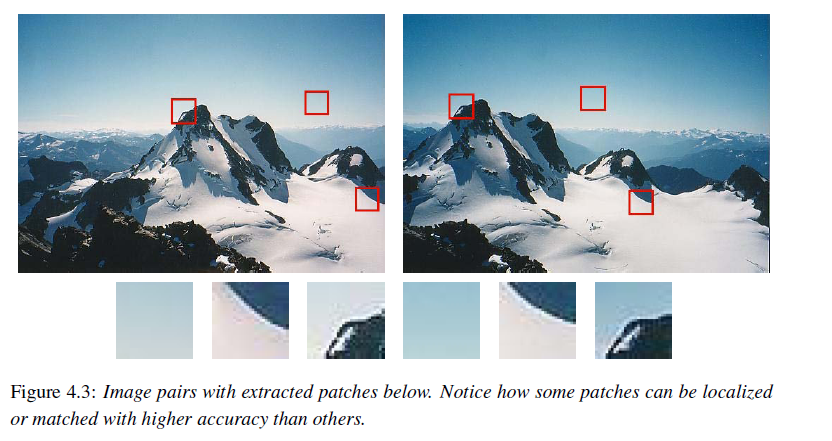 Figure 4.3: Image pairs with extracted patches below. Notice how some patches can be localized
or matched with higher accuracy than others.